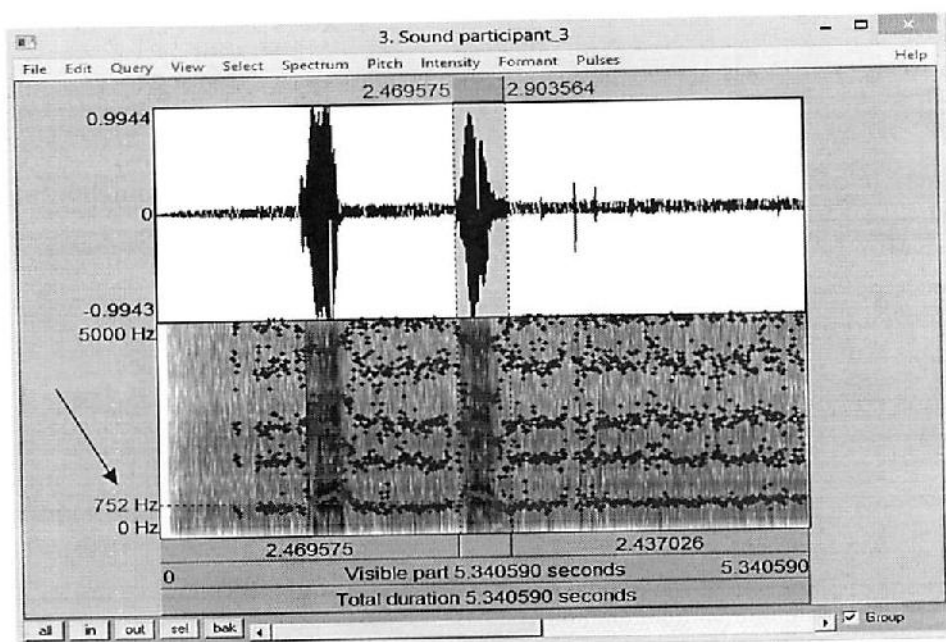 3. Sound participant_3
File Edit Query View Select Spectrum Pitch Intensity Formant Pulses Help
2.469575 2.903564
0.9944
0
-0.9943
5000 Hz
752 Hz
0 Hz
2.469575 2.437026
0 Visible part 5.340590 seconds 5.340590
Total duration 5.340590 seconds
all in out sel bak Group